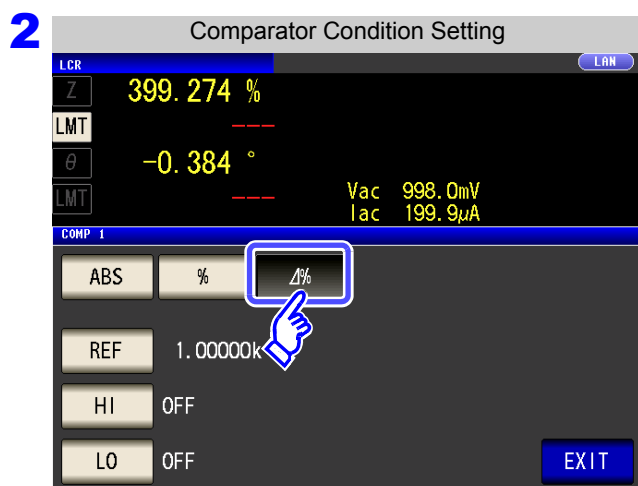 2
Comparator Condition Setting
LCR
LAN
Z 399.274 %
LMT ---
θ -0.384 °
LMT ---
Vac 998.0mV
Iac 199.9μA
COMP 1
ABS % Δ%
REF 1.00000k
HI OFF
LO OFF
EXIT